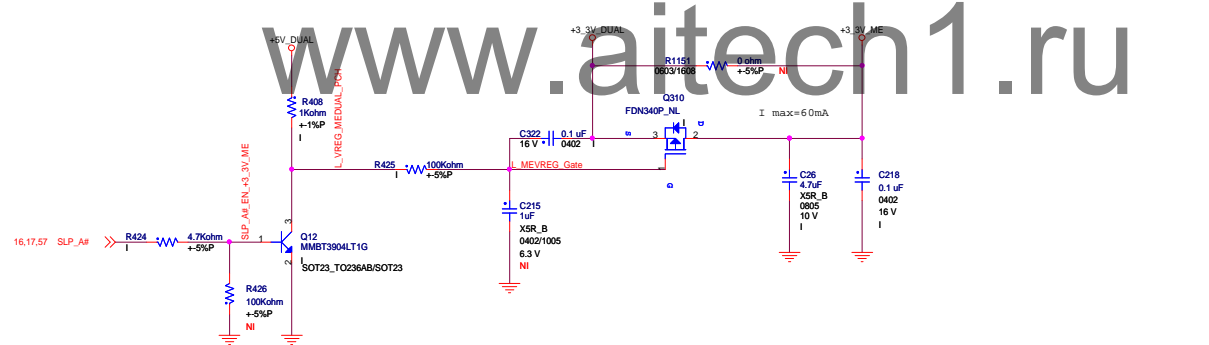 www.aitech1.ru
+5V_DUAL
+3_3V_DUAL
+3_3V_ME
R1151
0603/1608
0 ohm
+-5%P
NI
L_VREG_MEDUAL_PCH
R408
1Kohm
+-1%P
I
Q310
FDN340P_NL
I
D
S
3
2
1
G
I max=60mA
C322
16 V
0.1 uF
0402
I
R425
I
100Kohm
+-5%P
L_MEVREG_Gate
SLP_A#_EN_+3_3V_ME
C215
1uF
X5R_B
0402/1005
6.3 V
NI
C26
4.7uF
X5R_B
0805
10 V
I
C218
0.1 uF
0402
16 V
I
16,17,57 SLP_A#
R424
I
4.7Kohm
+-5%P
1
3
2
Q12
MMBT3904LT1G
I
SOT23_TO236AB/SOT23
R426
100Kohm
+-5%P
NI